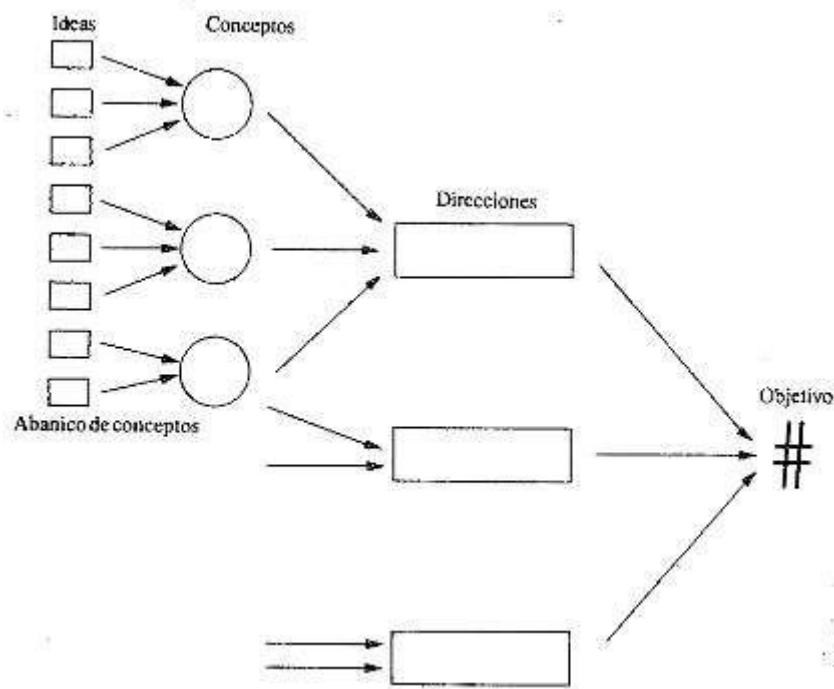 Ideas
Conceptos
Direcciones
Objetivo
#
Abanico de conceptos